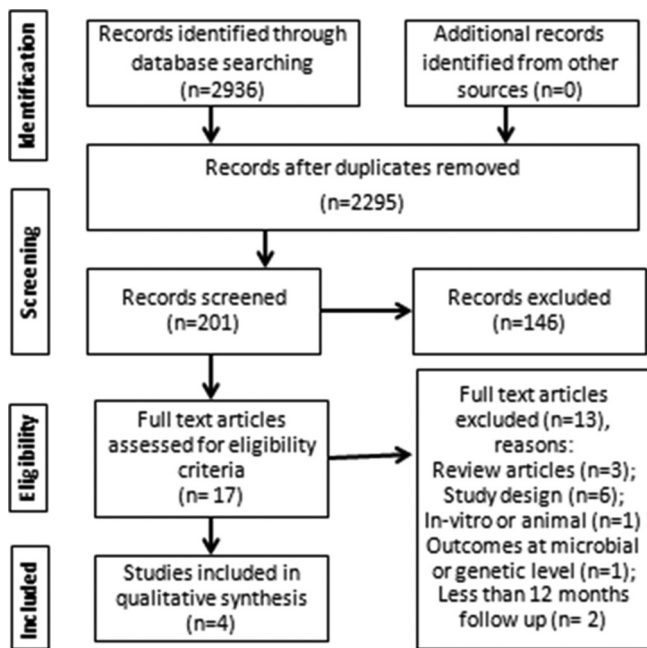 Identification
Records identified through
database searching
(n=2936)
Additional records
identified from other
sources (n=0)
Records after duplicates removed
(n=2295)
Screening
Records screened
(n=201)
Records excluded
(n=146)
Eligibility
Full text articles
assessed for eligibility
criteria
(n= 17)
Full text articles
excluded (n=13),
reasons:
Review articles (n=3);
Study design (n=6);
In-vitro or animal (n=1)
Outcomes at microbial
or genetic level (n=1);
Less than 12 months
follow up (n= 2)
Included
Studies included in
qualitative synthesis
(n=4)